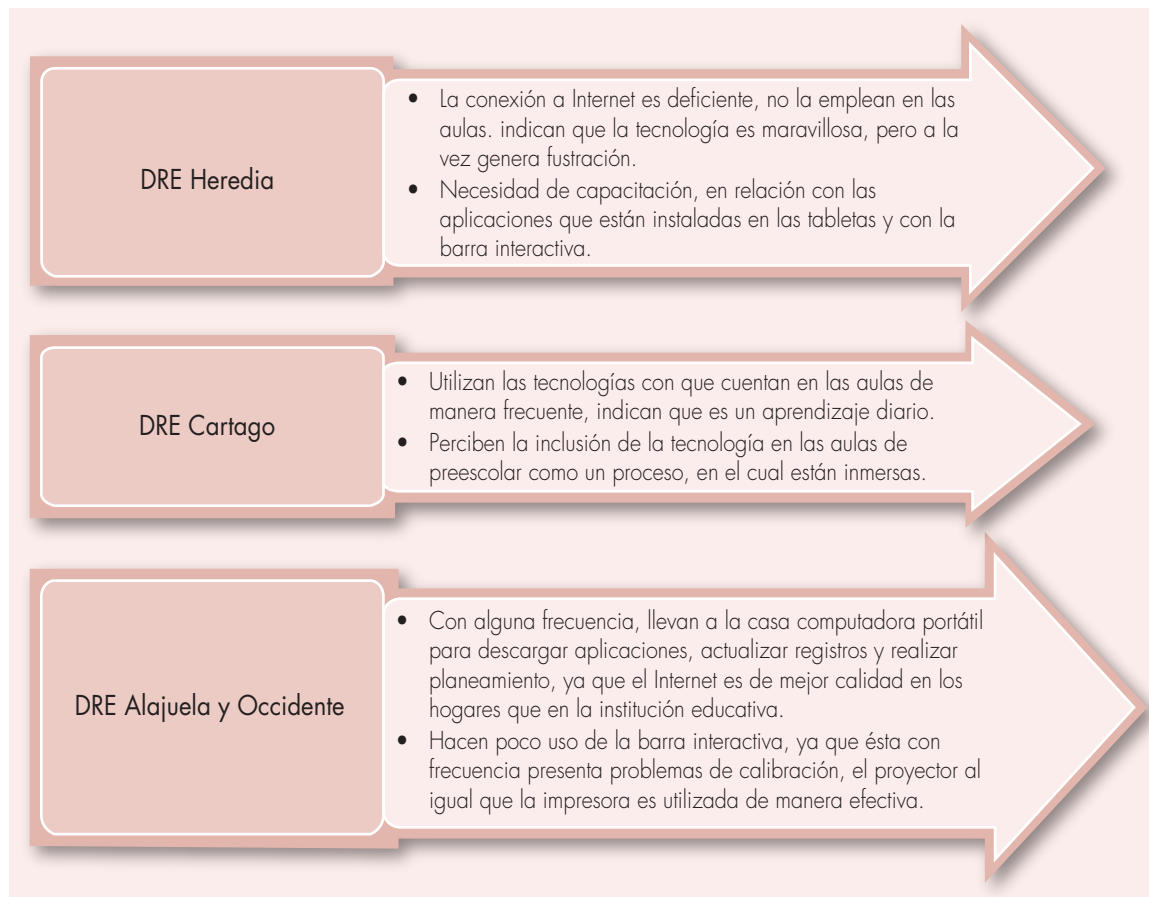 DRE Heredia
• La conexión a Internet es deficiente, no la emplean en las
aulas. indican que la tecnología es maravillosa, pero a la
vez genera fustración.
• Necesidad de capacitación, en relación con las
aplicaciones que están instaladas en las tabletas y con la
barra interactiva.
DRE Cartago
• Utilizan las tecnologías con que cuentan en las aulas de
manera frecuente, indican que es un aprendizaje diario.
• Perciben la inclusión de la tecnología en las aulas de
preescolar como un proceso, en el cual están inmersas.
DRE Alajuela y Occidente
• Con alguna frecuencia, llevan a la casa computadora portátil
para descargar aplicaciones, actualizar registros y realizar
planeamiento, ya que el Internet es de mejor calidad en los
hogares que en la institución educativa.
• Hacen poco uso de la barra interactiva, ya que ésta con
frecuencia presenta problemas de calibración, el proyector al
igual que la impresora es utilizada de manera efectiva.